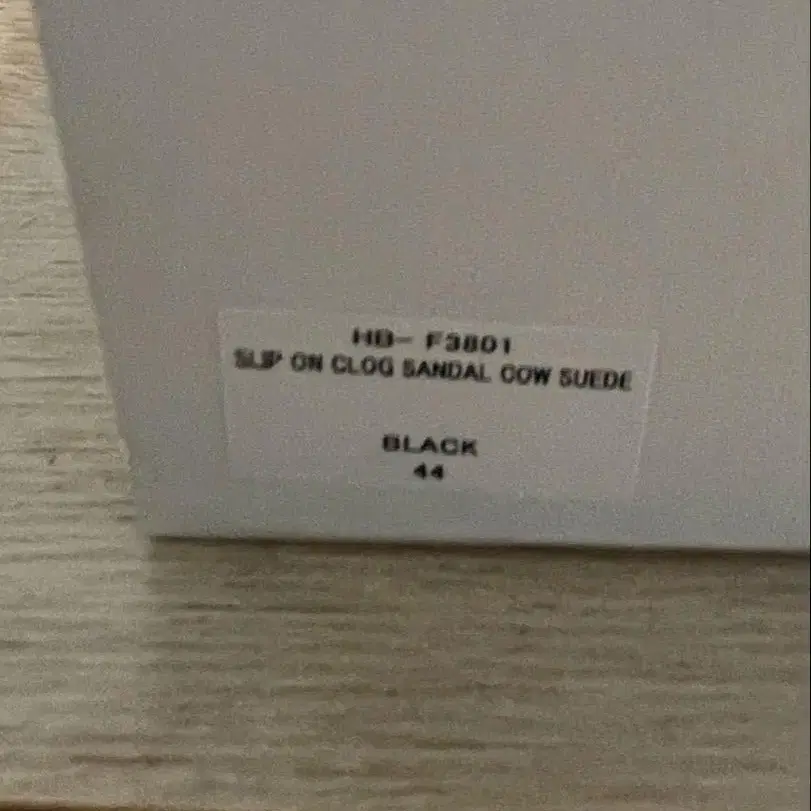 HB- F3801
SLIP ON CLOG SANDAL COW SUEDE
BLACK
44